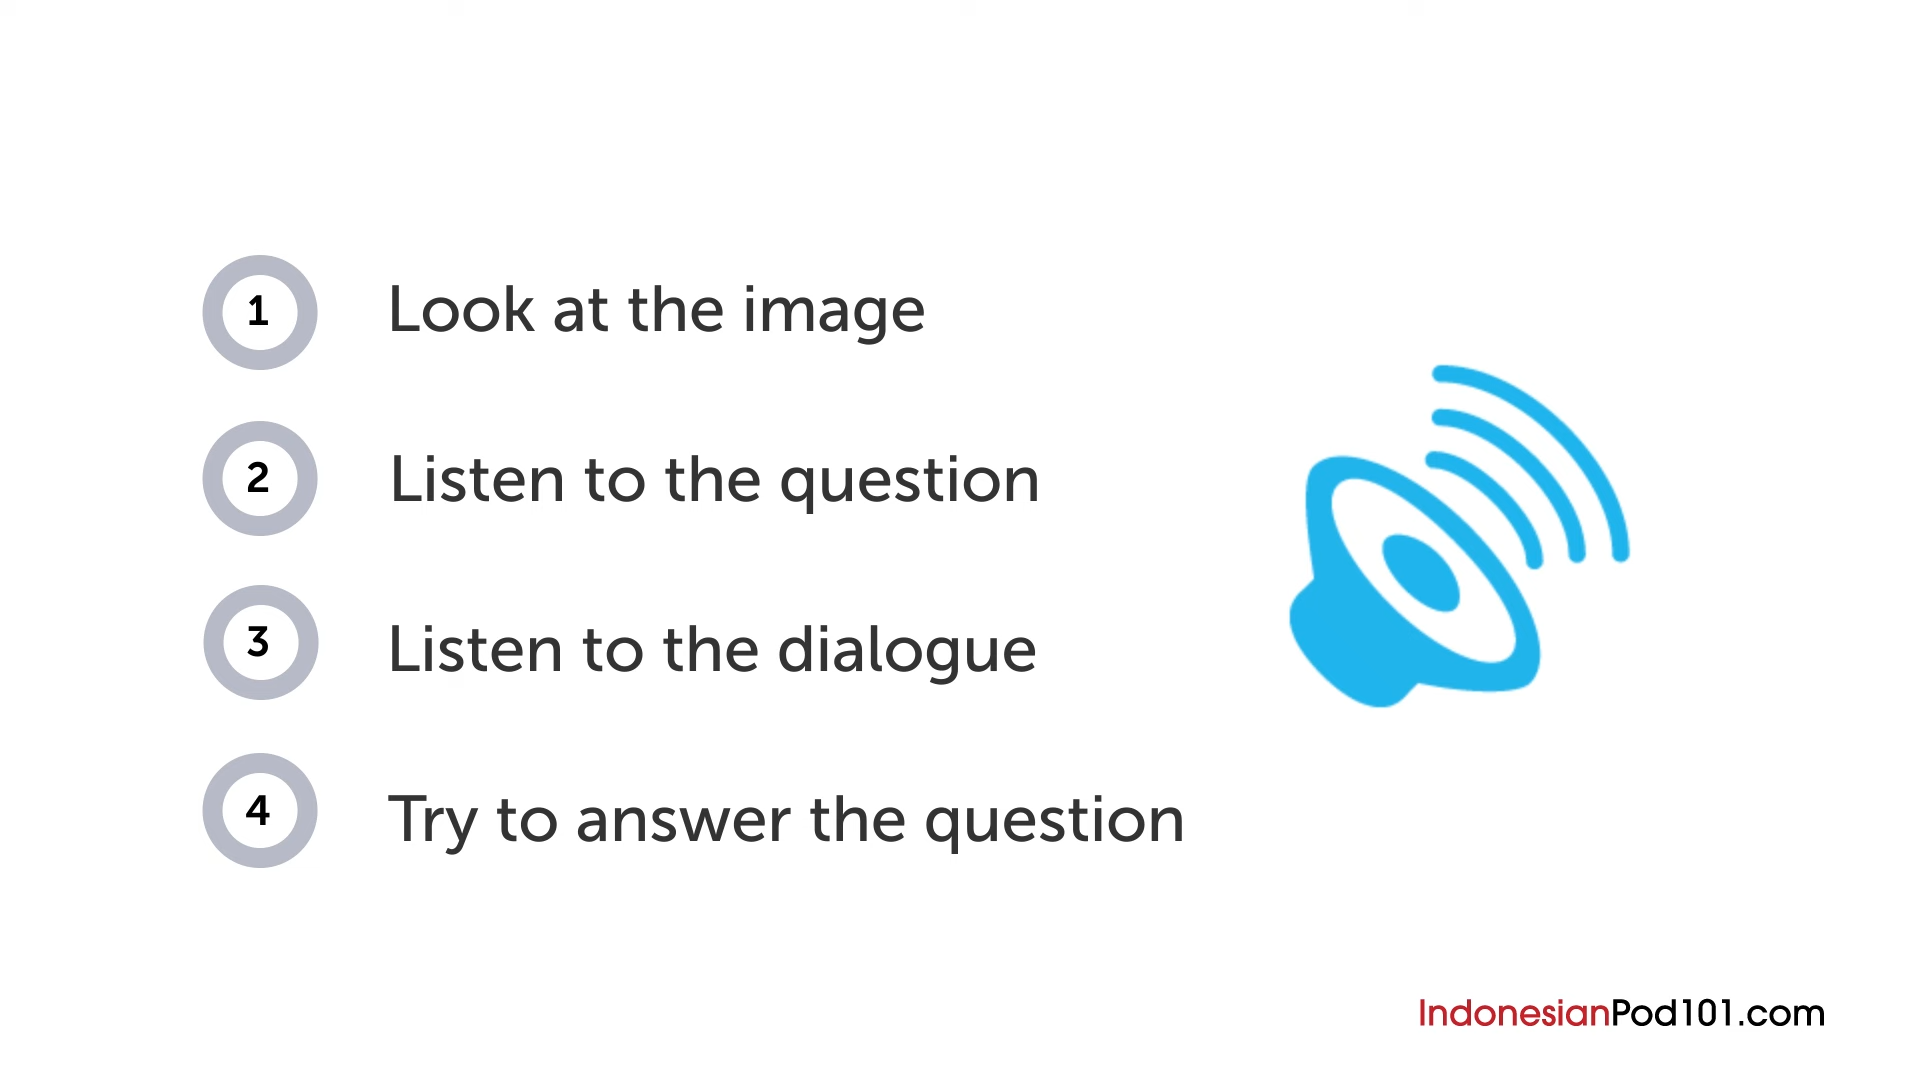 1 Look at the image
2 Listen to the question
3 Listen to the dialogue
4 Try to answer the question
IndonesianPod101.com